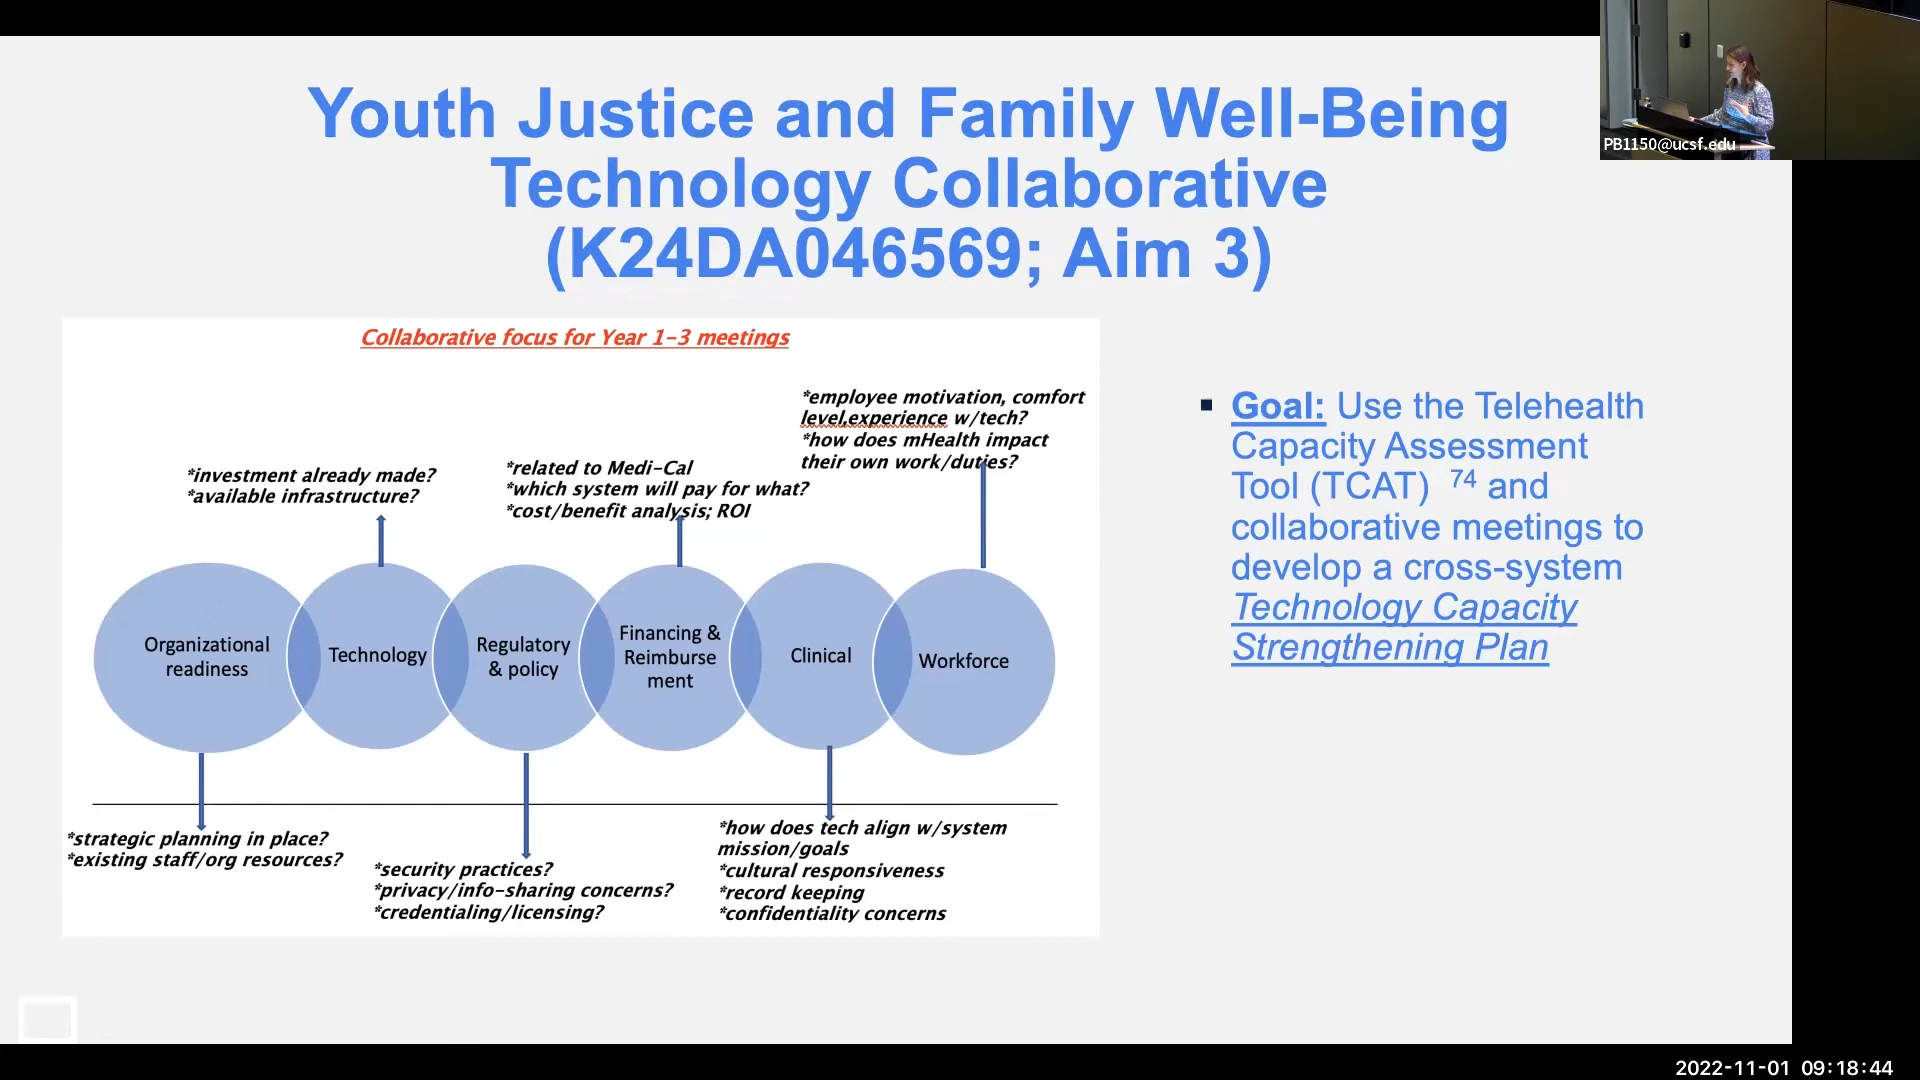 Youth Justice and Family Well-Being
Technology Collaborative
(K24DA046569; Aim 3)
PB1150@ucsf.edu
Collaborative focus for Year 1-3 meetings
*employee motivation, comfort
level,experience w/tech?
*how does mHealth impact
their own work/duties?
*investment already made?
*available infrastructure?
*related to Medi-Cal
*which system will pay for what?
*cost/benefit analysis; ROI
Organizational
readiness
Technology
Regulatory
& policy
Financing &
Reimburse
ment
Clinical
Workforce
*strategic planning in place?
*existing staff/org resources?
*security practices?
*privacy/info-sharing concerns?
*credentialing/licensing?
*how does tech align w/system
mission/goals
*cultural responsiveness
*record keeping
*confidentiality concerns
▪ Goal: Use the Telehealth
Capacity Assessment
Tool (TCAT) 74 and
collaborative meetings to
develop a cross-system
Technology Capacity
Strengthening Plan
2022-11-01 09:18:44